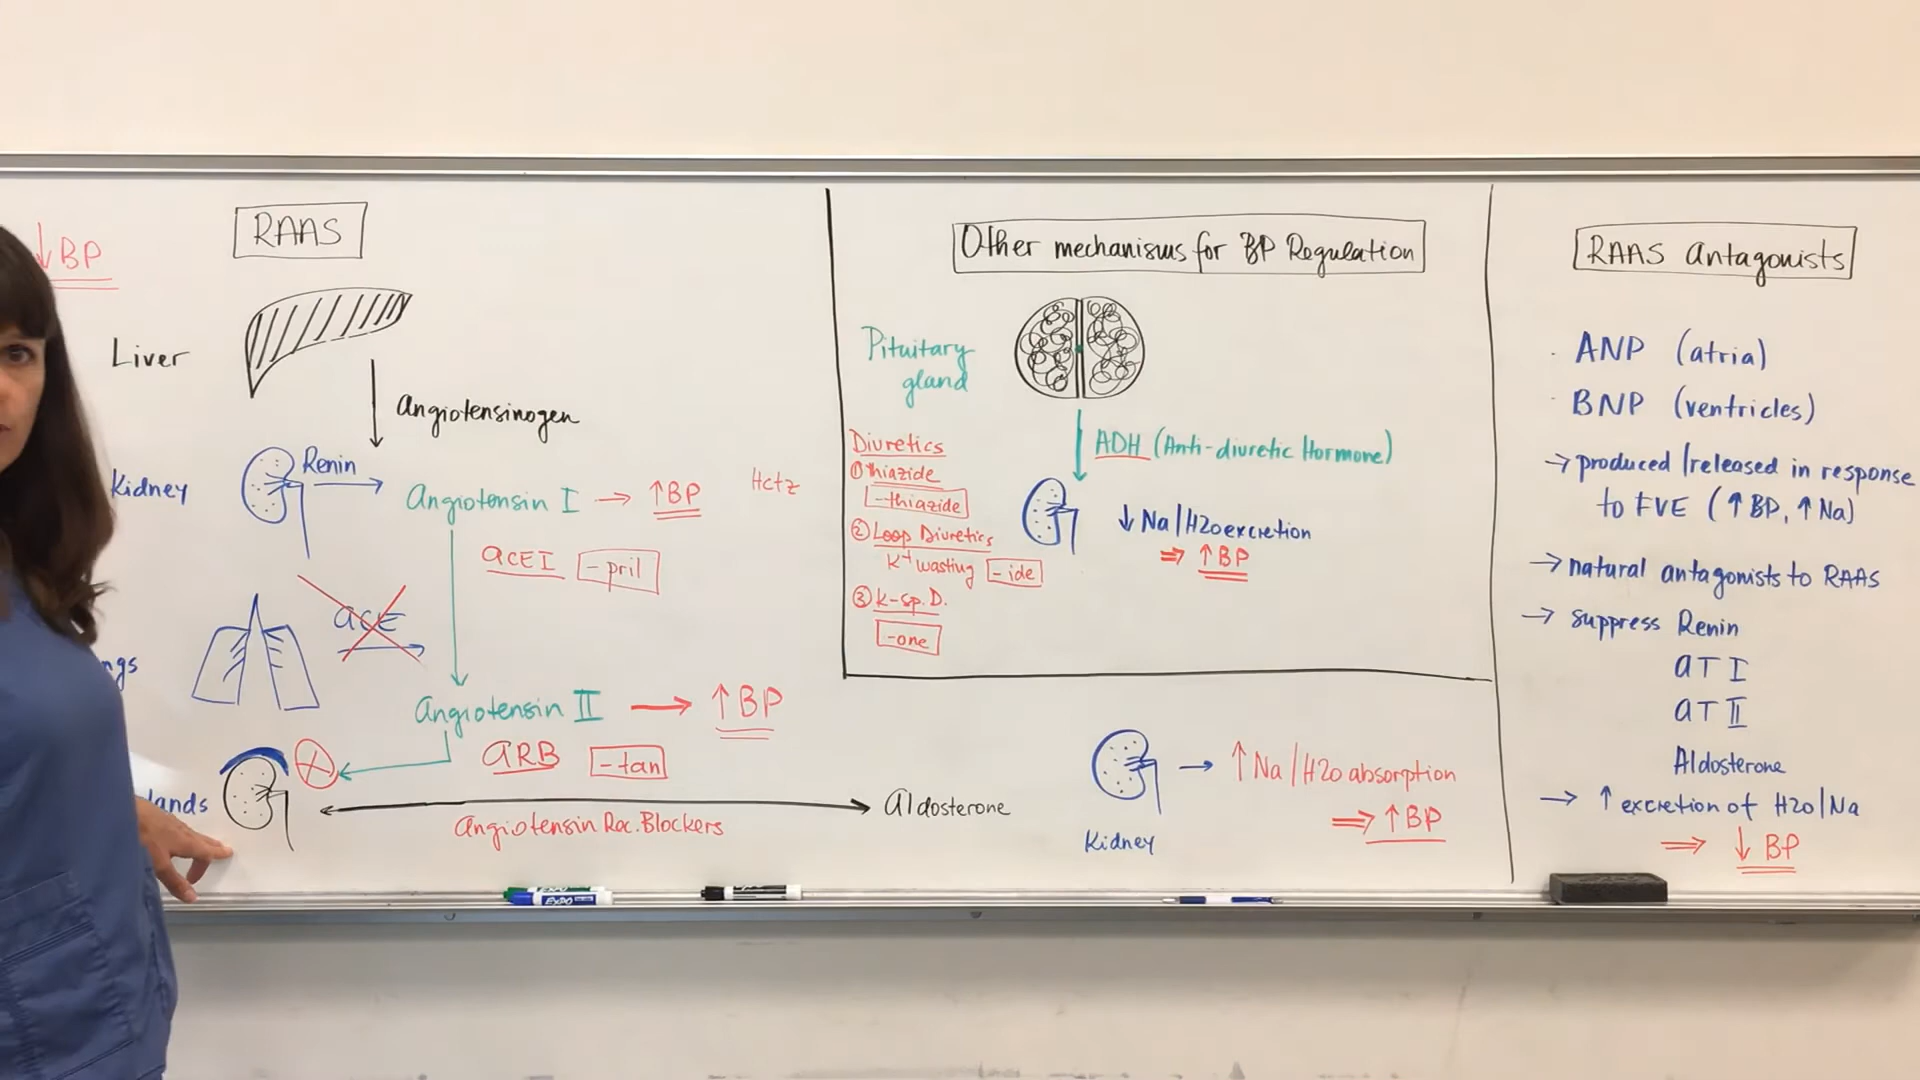 ↓BP
RAAS
Liver
Angiotensinogen
Kidney
Renin
Angiotensin I → ↑BP
Hctz
ACEI
-pril
ACE
ngs
Angiotensin II → ↑BP
ARB
-tan
lands
Angiotensin Rec. Blockers
Aldosterone
Kidney
→ ↑Na/H2O absorption
⇒ ↑BP
Other mechanisms for BP Regulation
Pituitary
gland
ADH (Anti-diuretic Hormone)
↓ Na/H2O excretion
⇒ ↑BP
Diuretics
① Thiazide
-thiazide
② Loop Diuretics
K+ wasting
-ide
③ K-sp. D.
-one
RAAS Antagonists
· ANP (atria)
· BNP (ventricles)
→ produced/released in response
to FVE (↑BP, ↑Na)
→ natural antagonists to RAAS
→ suppress Renin
AT I
AT II
Aldosterone
→ ↑ excretion of H2O/Na
⇒ ↓ BP
EXPO